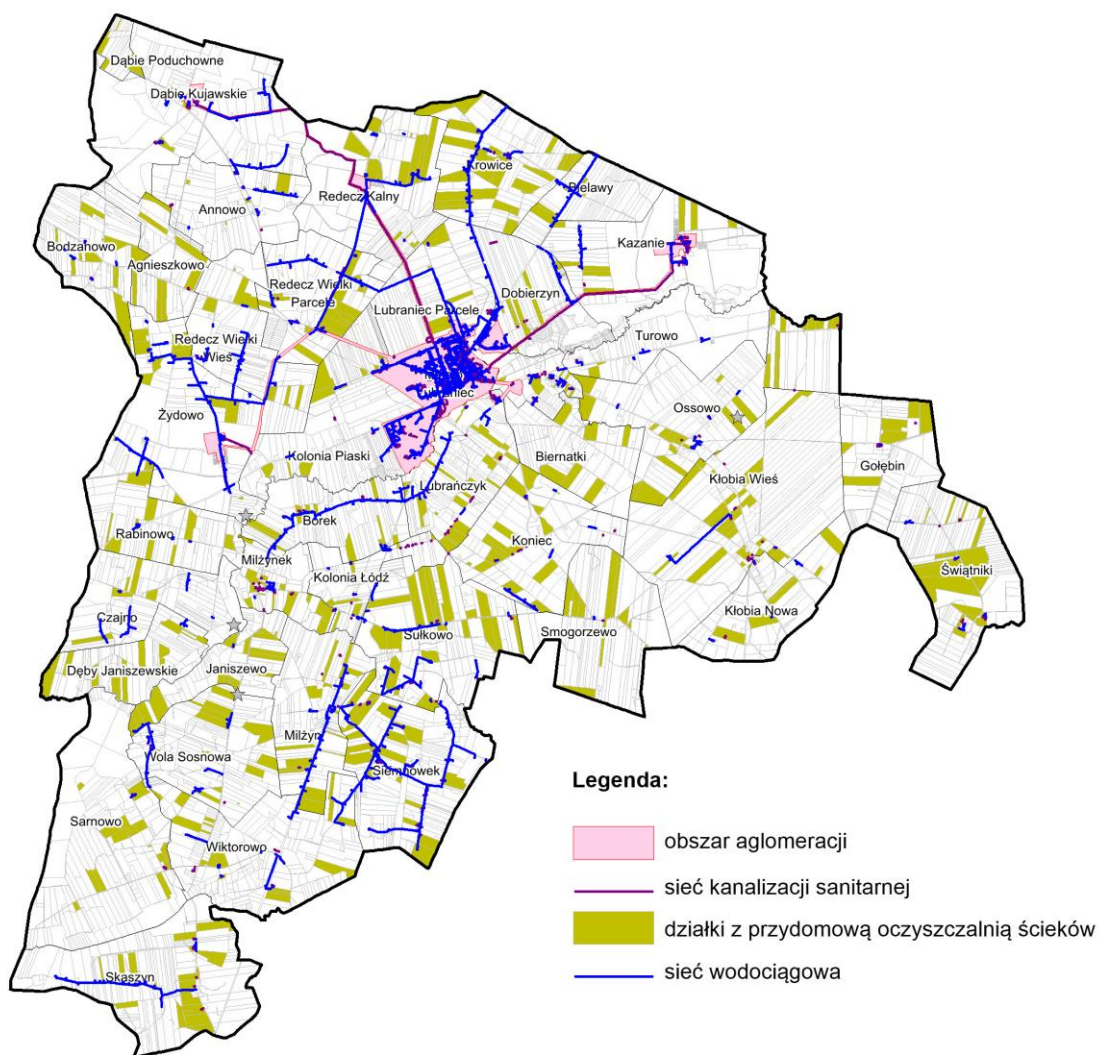 Dąbie Poduchowne
Dąbie Kujawskie
Krowice
Bielawy
Redecz Kalny
Annowo
Kazanie
Bodzanowo
Agnieszkowo
Redecz Wielki
Parcele
Dobierzyn
Lubraniec Parcele
Turowo
Redecz Wielki
Wieś
Lubraniec
Żydowo
Ossowo
Kolonia Piaski
Biernatki
Gołębin
Kłobia Wieś
Lubrańczyk
Borek
Rabinowo
Koniec
Milżynek
Kolonia Łódź
Świątniki
Czajno
Kłobia Nowa
Sułkowo
Smogorzewo
Dęby Janiszewskie
Janiszewo
Milżyn
Wola Sosnowa
Siemnówek
Sarnowo
Wiktorowo
Skaszyn
Legenda:
obszar aglomeracji
sieć kanalizacji sanitarnej
działki z przydomową oczyszczalnią ścieków
sieć wodociągowa